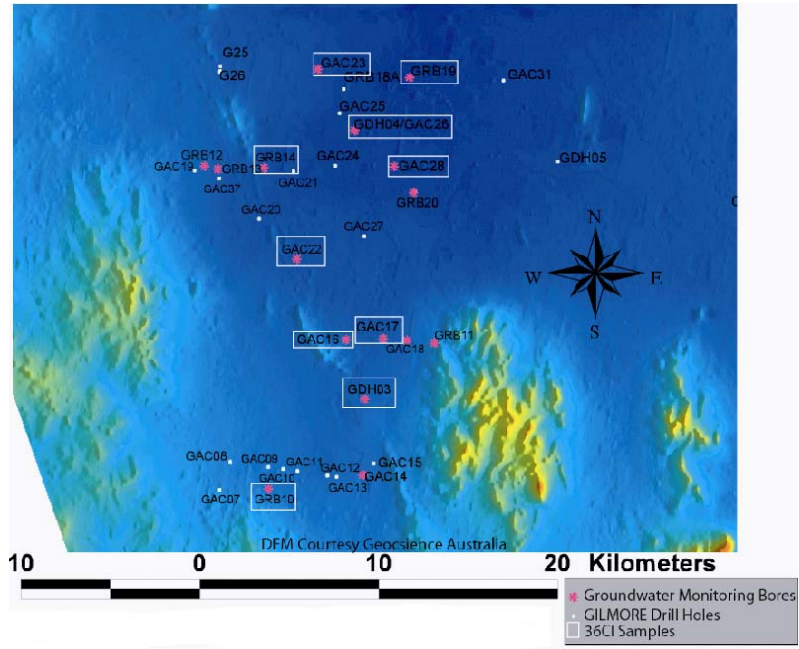 G25
G26
GAC23
GRB18A
GRB19
GAC31
GAC25
GDH04/GAC26
GRB12
GAC19
GRB13
GAC37
GRB14
GAC21
GAC24
GAC28
GDH05
GRB20
GAC20
GAC27
GAC22
N
W E
S
GAC16
GAC17
GAC18
GRB11
GDH03
GAC08
GAC09
GAC11
GAC10
GAC12
GAC15
GAC14
GAC13
GAC07
GRB10
DEM Courtesy Geocsience Australia
10 0 10 20 Kilometers
Groundwater Monitoring Bores
GILMORE Drill Holes
36Cl Samples